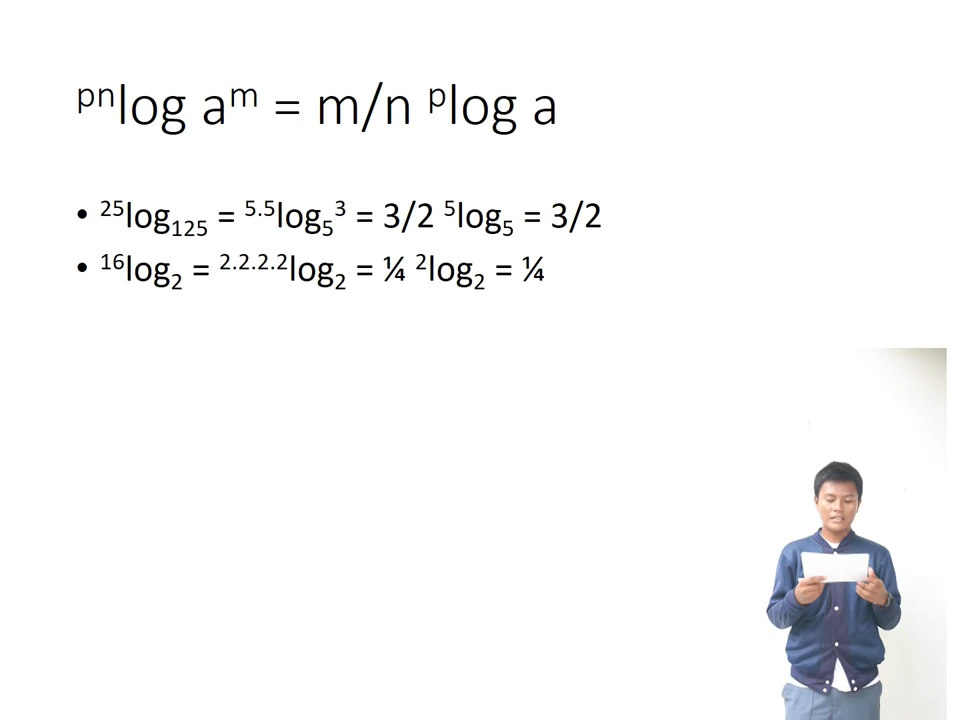 ᵖⁿlog aᵐ = m/n ᵖlog a
• ²⁵log₁₂₅ = ⁵·⁵log₅³ = 3/2 ⁵log₅ = 3/2
• ¹⁶log₂ = ²·²·²·²log₂ = ¼ ²log₂ = ¼